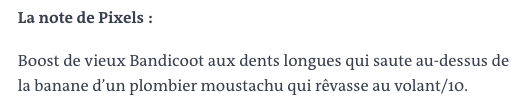 La note de Pixels :
Boost de vieux Bandicoot aux dents longues qui saute au-dessus de
la banane d’un plombier moustachu qui rêvasse au volant/10.